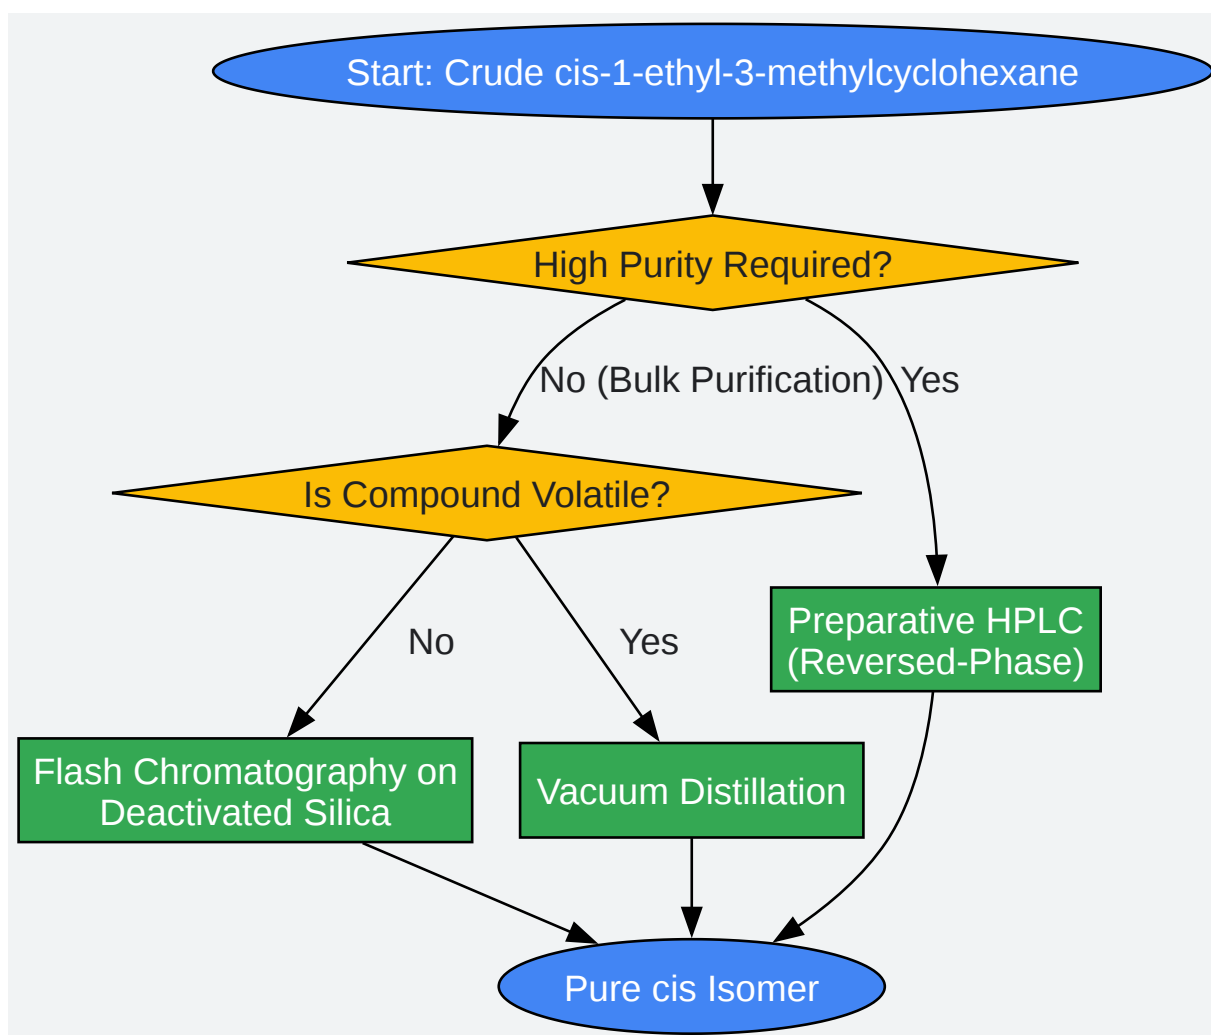 Start: Crude cis-1-ethyl-3-methylcyclohexane
High Purity Required?
No (Bulk Purification)
Yes
Is Compound Volatile?
No
Yes
Preparative HPLC
(Reversed-Phase)
Flash Chromatography on
Deactivated Silica
Vacuum Distillation
Pure cis Isomer